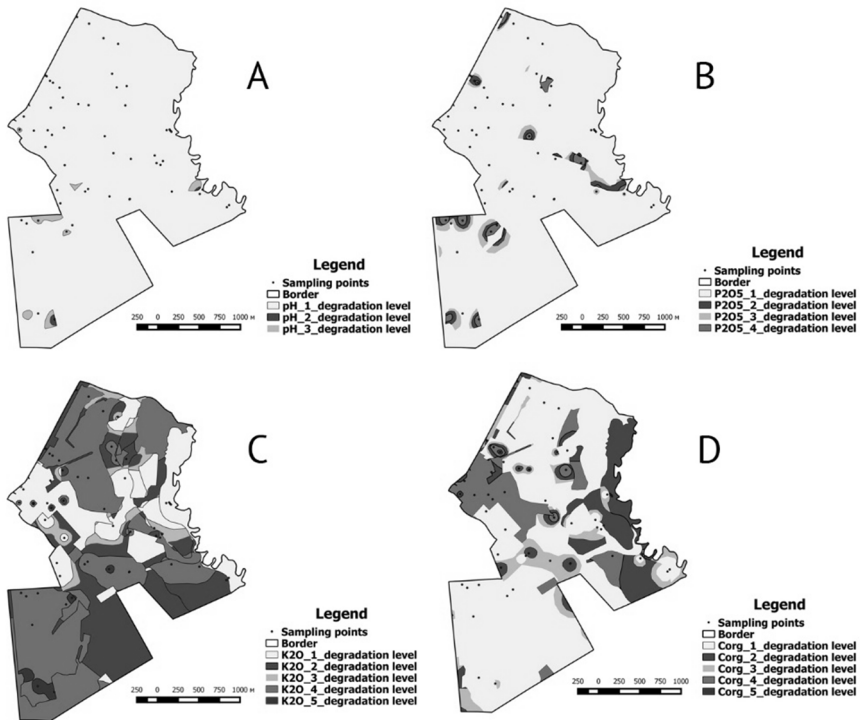 A
Legend
Sampling points
Border
pH_1_degradation level
pH_2_degradation level
pH_3_degradation level
250 0 250 500 750 1000 м
B
Legend
Sampling points
Border
P2O5_1_degradation level
P2O5_2_degradation level
P2O5_3_degradation level
P2O5_4_degradation level
250 0 250 500 750 1000 м
C
Legend
Sampling points
Border
K2O_1_degradation level
K2O_2_degradation level
K2O_3_degradation level
K2O_4_degradation level
K2O_5_degradation level
250 0 250 500 750 1000 м
D
Legend
Sampling points
Border
Corg_1_degradation level
Corg_2_degradation level
Corg_3_degradation level
Corg_4_degradation level
Corg_5_degradation level
250 0 250 500 750 1000 м